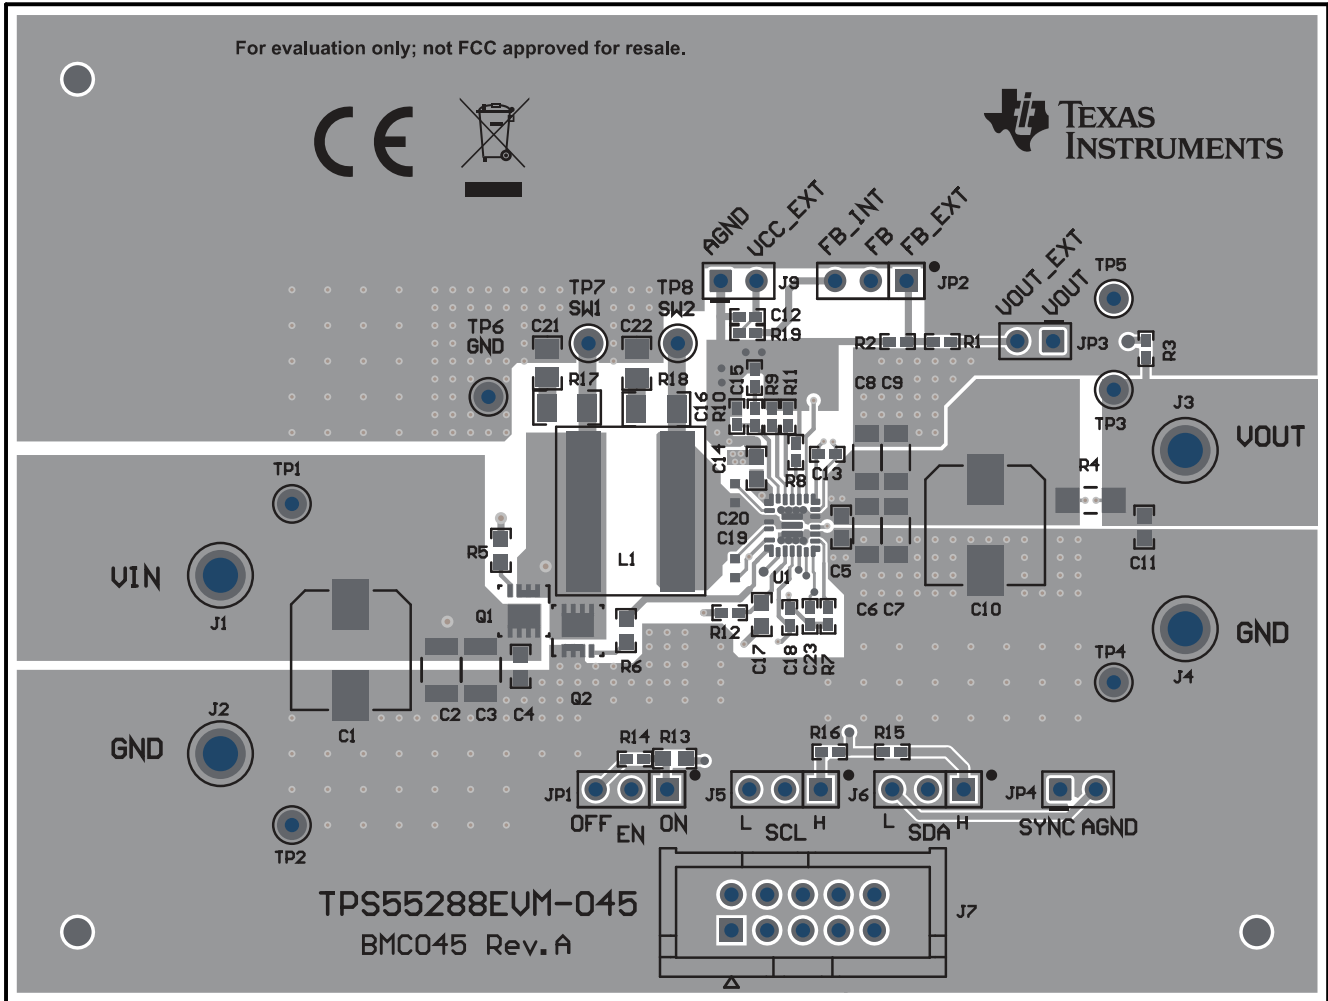 For evaluation only; not FCC approved for resale.
CE
TEXAS
INSTRUMENTS
AGND
VCC_EXT
FB_INT
FB
FB_EXT
J9
JP2
VOUT_EXT
VOUT
TP5
TP7
SW1
TP8
SW2
C12
R19
TP6
GND
C21
C22
R2
R1
JP3
R3
R17
R18
C16
R10
C15
R9
R11
C8 C9
TP3
J3
VOUT
TP1
C14
R8
C13
R4
C20
C19
R5
L1
U1
C5
C11
VIN
J1
Q1
R12
C17
C18
C23
R7
C6 C7
C10
GND
J4
R6
TP4
Q2
J2
GND
C1
C2 C3 C4
R14 R13
R16 R15
JP1
J5
J6
JP4
OFF EN ON
L SCL H
L SDA H
SYNC AGND
TP2
TPS55288EVM-045
BMC045 Rev.A
J7